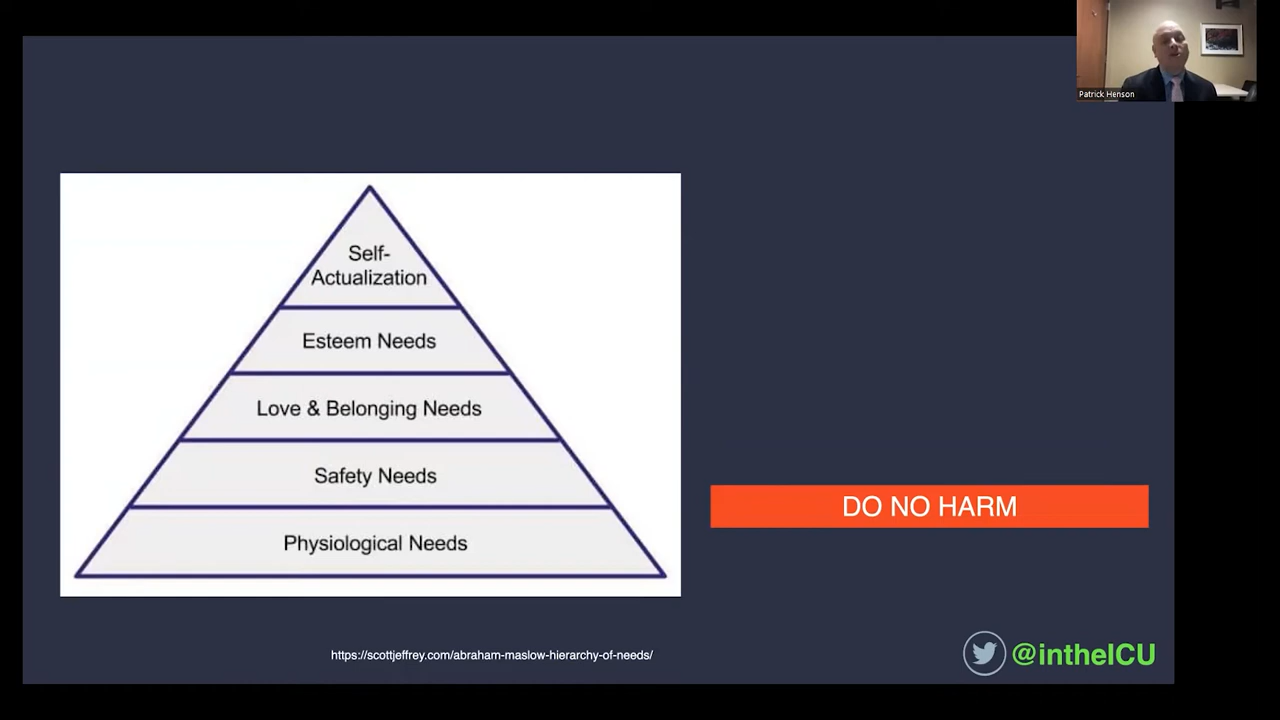 Patrick Henson
Self-
Actualization
Esteem Needs
Love & Belonging Needs
Safety Needs
Physiological Needs
DO NO HARM
https://scottjeffrey.com/abraham-maslow-hierarchy-of-needs/
@intheICU